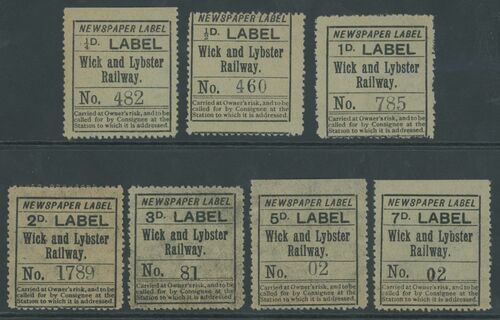 NEWSPAPER LABEL
½D. LABEL
Wick and Lybster
Railway.
No. 482
Carried at Owner's risk, and to be
called for by Consignee at the
Station to which it is addressed.
NEWSPAPER LABEL
½D. LABEL
Wick and Lybster
Railway.
No. 460
Carried at Owner's risk, and to be
called for by Consignee at the
Station to which it is addressed.
NEWSPAPER LABEL
1D. LABEL
Wick and Lybster
Railway.
No. 785
Carried at Owner's risk, and to be
called for by Consignee at the
Station to which it is addressed.
NEWSPAPER LABEL
2D. LABEL
Wick and Lybster
Railway.
No. 1789
Carried at Owner's risk, and to be
called for by Consignee at the
Station to which it is addressed.
NEWSPAPER LABEL
3D. LABEL
Wick and Lybster
Railway.
No. 81
Carried at Owner's risk, and to be
called for by Consignee at the
Station to which it is addressed.
NEWSPAPER LABEL
5D. LABEL
Wick and Lybster
Railway.
No. 02
Carried at Owner's risk, and to be
called for by Consignee at the
Station to which it is addressed.
NEWSPAPER LABEL
7D. LABEL
Wick and Lybster
Railway.
No. 02
Carried at Owner's risk, and to be
called for by Consignee at the
Station to which it is addressed.